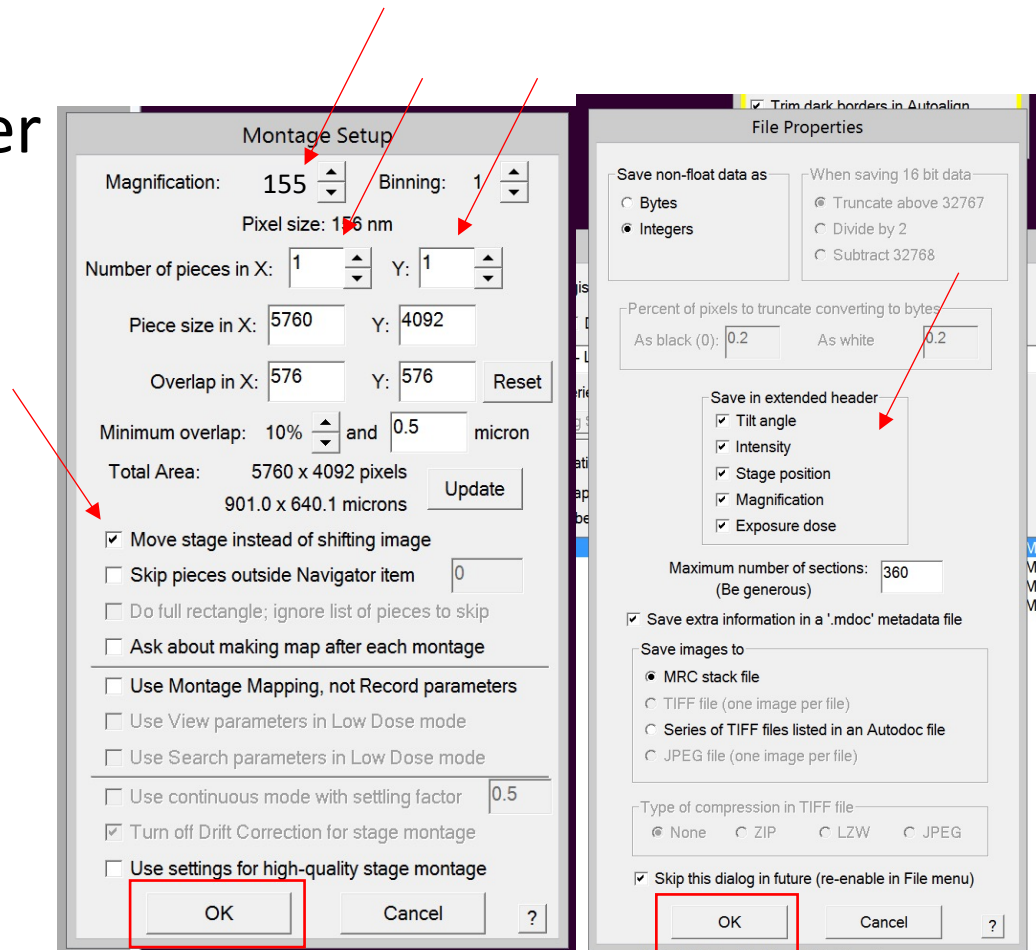 er
Montage Setup
Magnification: 155 Binning: 1
Pixel size: 156 nm
Number of pieces in X: 1 Y: 1
Piece size in X: 5760 Y: 4092
Overlap in X: 576 Y: 576 Reset
Minimum overlap: 10% and 0.5 micron
Total Area: 5760 x 4092 pixels
901.0 x 640.1 microns Update
Move stage instead of shifting image
Skip pieces outside Navigator item 0
Do full rectangle; ignore list of pieces to skip
Ask about making map after each montage
Use Montage Mapping, not Record parameters
Use View parameters in Low Dose mode
Use Search parameters in Low Dose mode
Use continuous mode with settling factor 0.5
Turn off Drift Correction for stage montage
Use settings for high-quality stage montage
OK Cancel ?
Trim dark borders in Autoalign
File Properties
Save non-float data as
Bytes
Integers
When saving 16 bit data
Truncate above 32767
Divide by 2
Subtract 32768
Percent of pixels to truncate converting to bytes
As black (0): 0.2 As white 0.2
Save in extended header
Tilt angle
Intensity
Stage position
Magnification
Exposure dose
Maximum number of sections: 360
(Be generous)
Save extra information in a '.mdoc' metadata file
Save images to
MRC stack file
TIFF file (one image per file)
Series of TIFF files listed in an Autodoc file
JPEG file (one image per file)
Type of compression in TIFF file
None ZIP LZW JPEG
Skip this dialog in future (re-enable in File menu)
OK Cancel ?